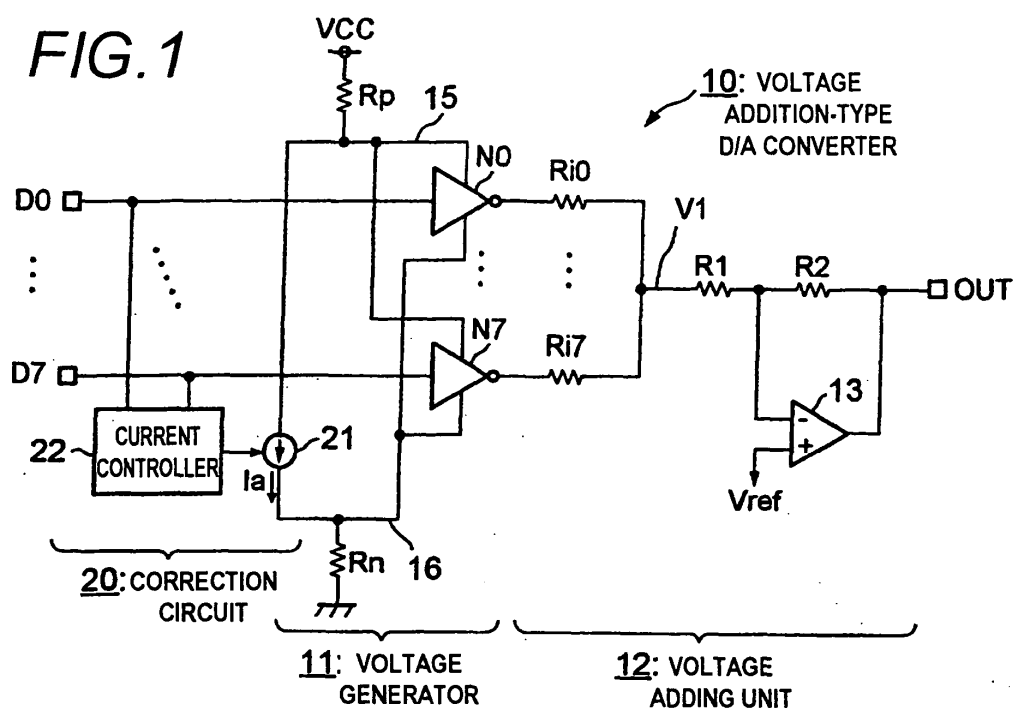 FIG.1
VCC
Rp
15
10: VOLTAGE
ADDITION-TYPE
D/A CONVERTER
D0
N0
Ri0
V1
R1
R2
OUT
D7
N7
Ri7
13
22
CURRENT
CONTROLLER
21
Ia
-
+
Vref
16
Rn
20: CORRECTION
CIRCUIT
11: VOLTAGE
GENERATOR
12: VOLTAGE
ADDING UNIT